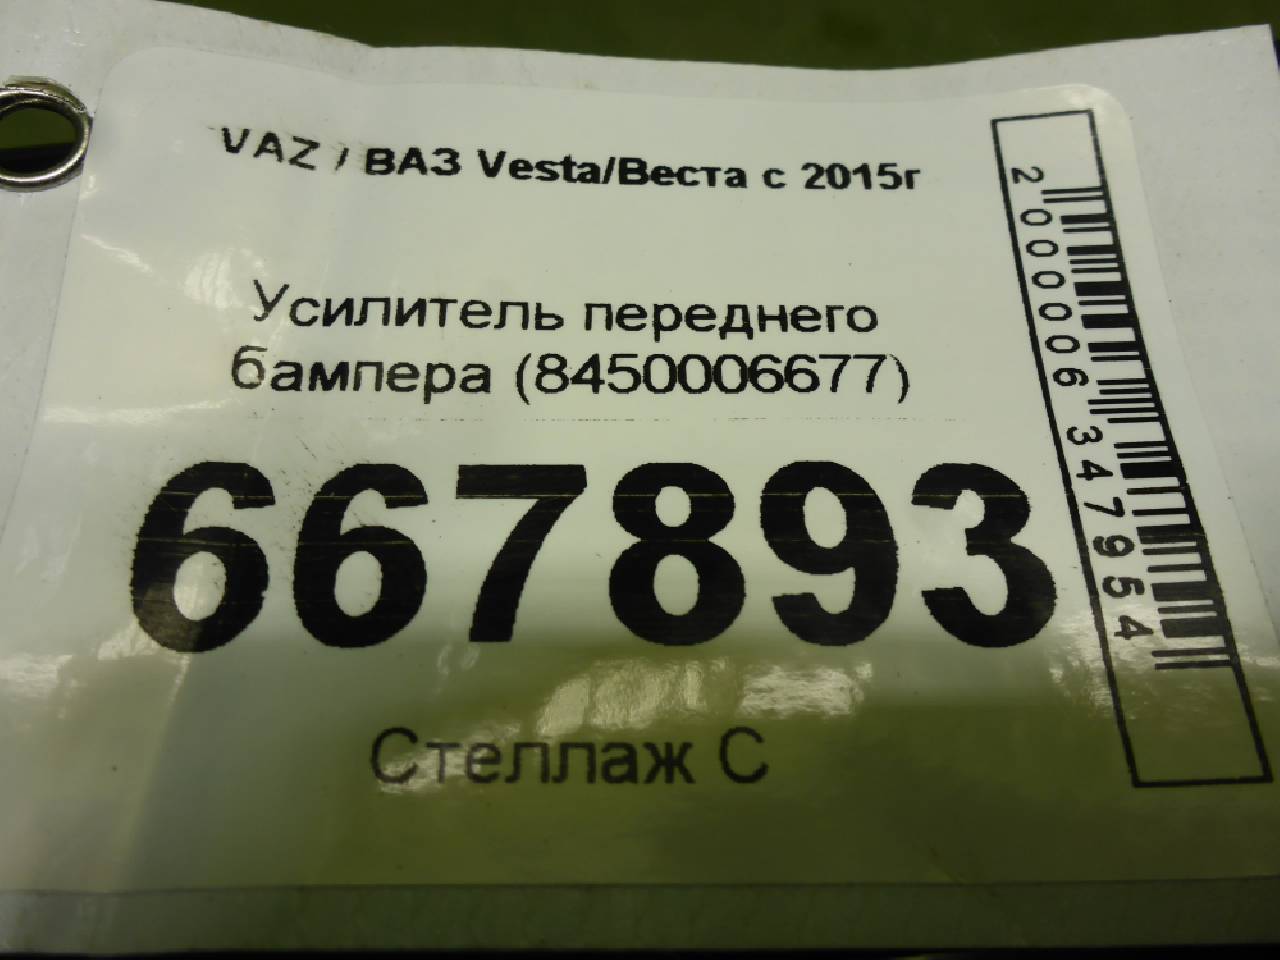 VAZ / ВАЗ Vesta/Веста с 2015г
Усилитель переднего
бампера (8450006677)
667893
Стеллаж С
2000006347954